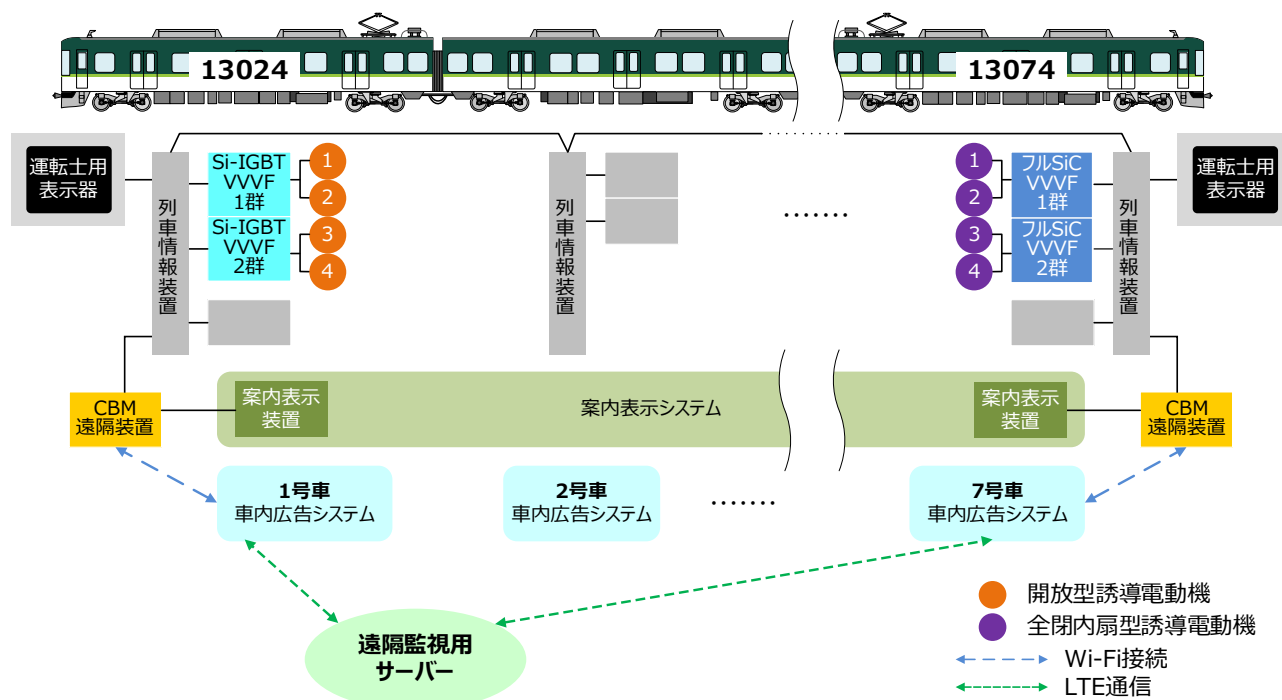 13024
13074
運転士用
表示器
列車情報装置
Si-IGBT
VVVF
1群
Si-IGBT
VVVF
2群
1
2
3
4
列車情報装置
･･･････
1
2
3
4
フルSiC
VVVF
1群
フルSiC
VVVF
2群
列車情報装置
運転士用
表示器
CBM
遠隔装置
案内表示
装置
案内表示システム
案内表示
装置
CBM
遠隔装置
1号車
車内広告システム
2号車
車内広告システム
･･･････
7号車
車内広告システム
遠隔監視用
サーバー
開放型誘導電動機
全閉内扇型誘導電動機
Wi-Fi接続
LTE通信